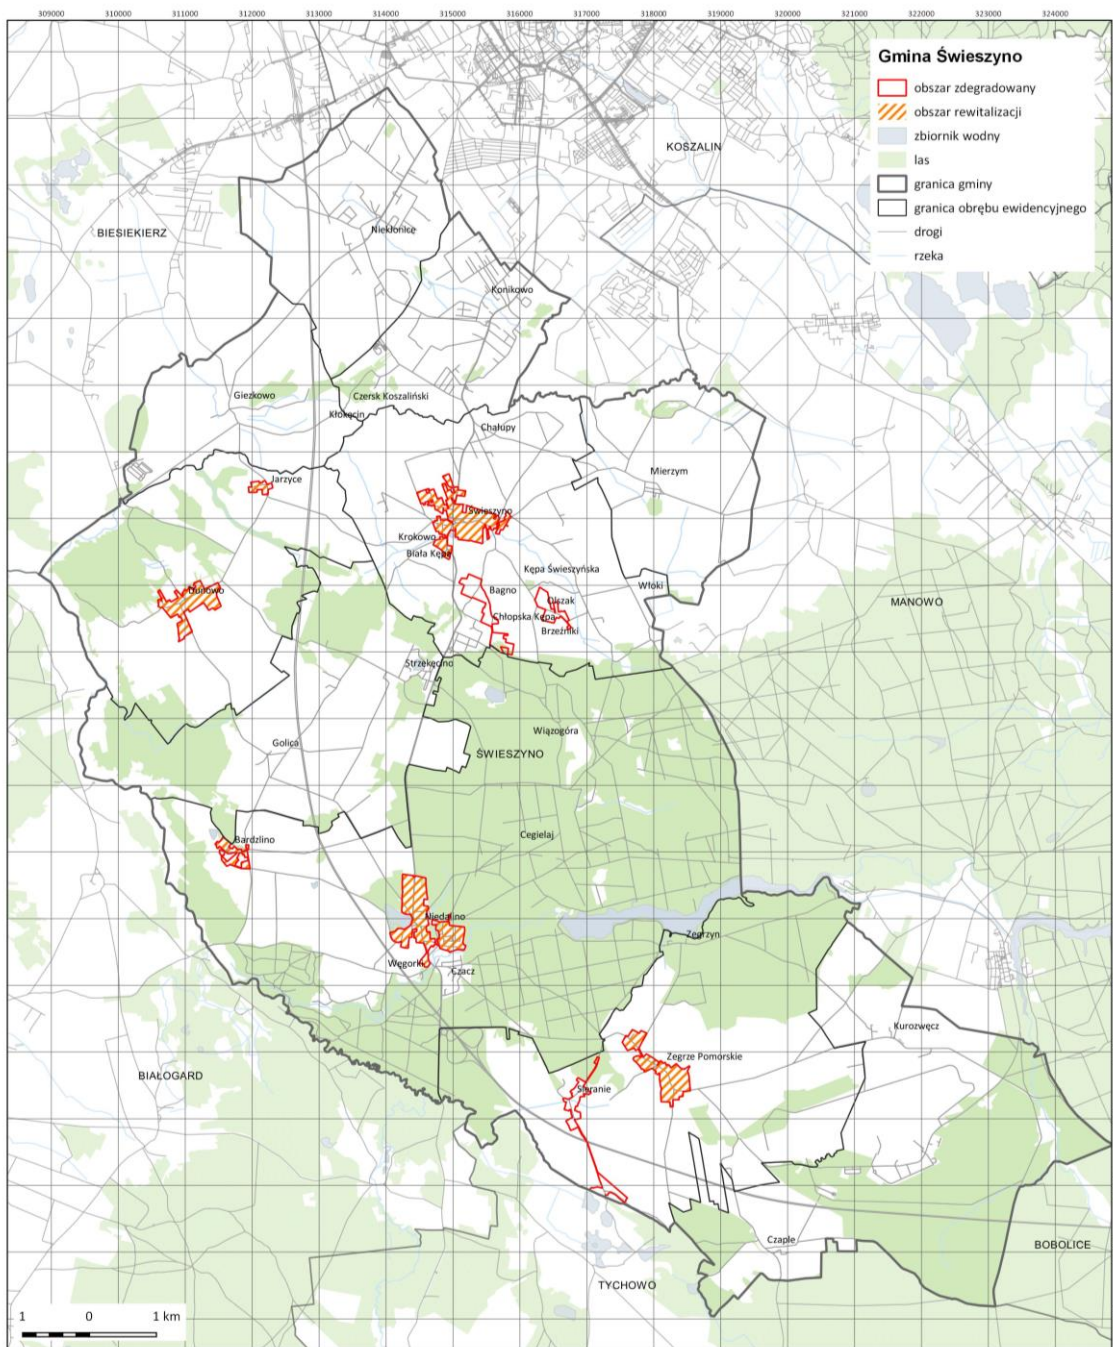 309000 310000 311000 312000 313000 314000 315000 316000 317000 318000 319000 320000 321000 322000 323000 324000
Gmina Świeszyno
obszar zdegradowany
obszar rewitalizacji
zbiornik wodny
las
granica gminy
granica obrębu ewidencyjnego
drogi
rzeka
KOSZALIN
BIESIEKIERZ
Niekłonice
Konikowo
Giezkowo
Czersk Koszaliński
Kłokęcin
Chałupy
Mierzym
Jarzyce
Świeszyno
Krokowo
Biała Kępa
Kępa Świeszyńska
Włoki
Dunowo
Bagno
Olszak
MANOWO
Chłopska Kępa
Brzeźniki
Strzekęcino
Wiązogóra
Golica
ŚWIESZYNO
Cegielaj
Bardzlino
Niedalino
Zegrzyn
Węgorki
Czacz
Kurozwęcz
Zegrze Pomorskie
BIAŁOGARD
Sieranie
Czaple
BOBOLICE
TYCHOWO
1 0 1 km